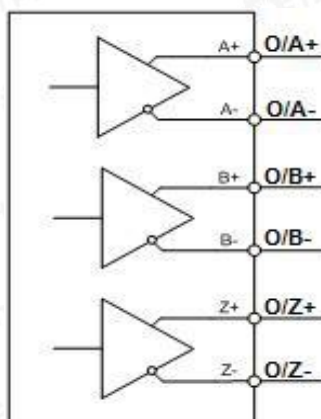 A+ O/A+
A- O/A-
B+ O/B+
B- O/B-
Z+ O/Z+
Z- O/Z-